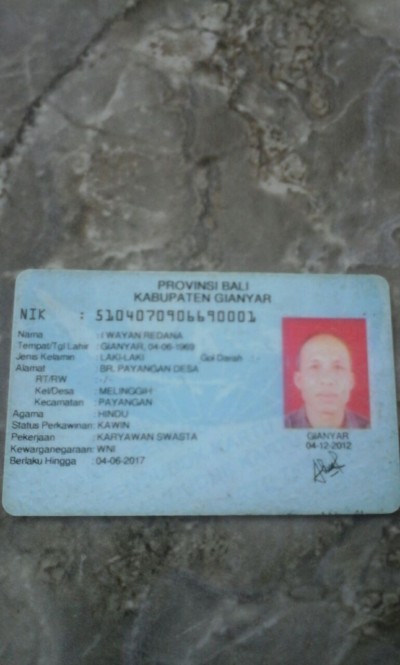 PROVINSI BALI
KABUPATEN GIANYAR
NIK : 5104070906690001
Nama : I WAYAN REDANA
Tempat/Tgl Lahir : GIANYAR, 04-06-1969
Jenis Kelamin : LAKI-LAKI Gol Darah : -
Alamat : BR. PAYANGAN DESA
RT/RW : -/-
Kel/Desa : MELINGGIH
Kecamatan : PAYANGAN
Agama : HINDU
Status Perkawinan: KAWIN
Pekerjaan : KARYAWAN SWASTA
Kewarganegaraan: WNI
Berlaku Hingga : 04-06-2017
GIANYAR
04-12-2012